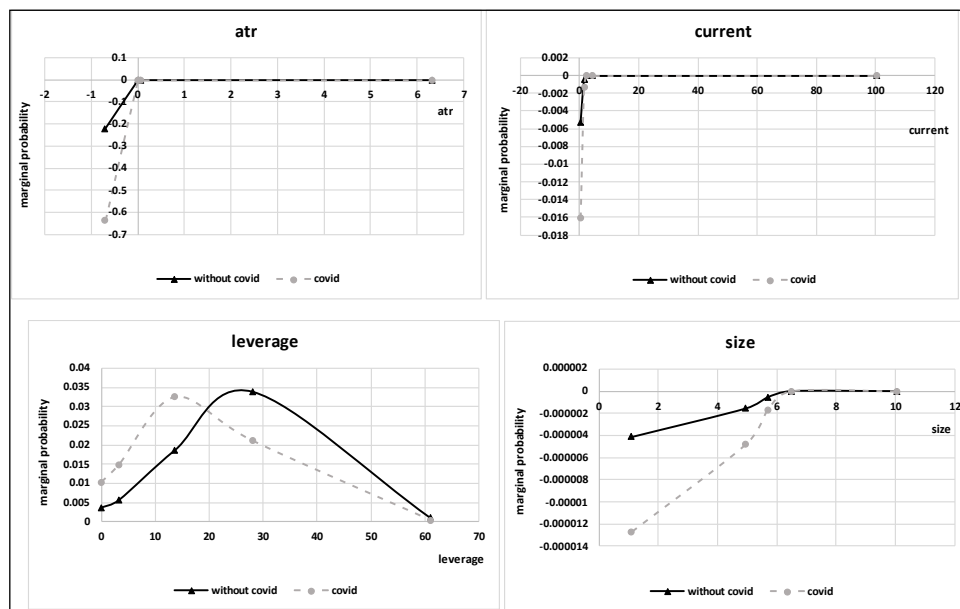 atr
0.1
0
-2 -1 0 1 2 3 4 5 6 7
-0.1
atr
-0.2
-0.3
-0.4
-0.5
-0.6
-0.7
marginal probability
without covid covid
current
0.002
0
-20 0 20 40 60 80 100 120
-0.002
-0.004
current
-0.006
-0.008
-0.01
-0.012
-0.014
-0.016
-0.018
marginal probability
without covid covid
leverage
0.04
0.035
0.03
0.025
0.02
0.015
0.01
0.005
0
0 10 20 30 40 50 60 70
leverage
marginal probability
without covid covid
size
0.000002
0
0 2 4 6 8 10 12
-0.000002
size
-0.000004
-0.000006
-0.000008
-0.00001
-0.000012
-0.000014
marginal probability
without covid covid